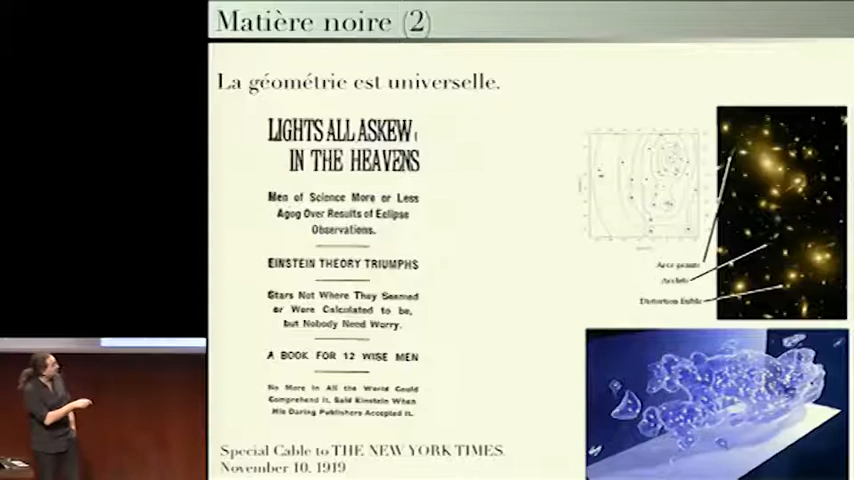 Matière noire (2)
La géométrie est universelle.
LIGHTS ALL ASKEW
IN THE HEAVENS
Men of Science More or Less
Agog Over Results of Eclipse
Observations.
EINSTEIN THEORY TRIUMPHS
Stars Not Where They Seemed
or Were Calculated to be,
but Nobody Need Worry.
A BOOK FOR 12 WISE MEN
No More in All the World Could
Comprehend It, Said Einstein When
His Daring Publishers Accepted It.
Special Cable to THE NEW YORK TIMES.
November 10, 1919
Arcs géants
Arclets
Distortion faible